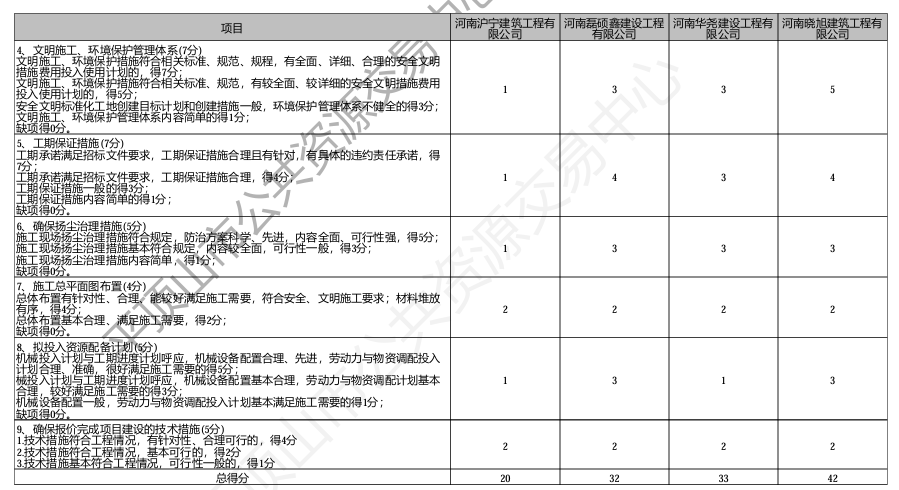 项目
河南沪宁建筑工程有限公司
河南磊硕鑫建设工程有限公司
河南华尧建设工程有限公司
河南晓旭建筑工程有限公司
4、文明施工、环境保护管理体系(7分)
文明施工、环境保护措施符合相关标准、规范、规程，有全面、详细、合理的安全文明
措施费用投入使用计划的，得7分；
文明施工、环境保护措施符合相关标准、规范，有较全面、较详细的安全文明措施费用
投入使用计划的，得5分；
安全文明标准化工地创建目标计划和创建措施一般，环境保护管理体系不健全的得3分；
文明施工、环境保护管理体系内容简单的得1分；
缺项得0分。
1 3 3 5
5、工期保证措施(7分)
工期承诺满足招标文件要求，工期保证措施合理且有针对，有具体的违约责任承诺，得
7分；
工期承诺满足招标文件要求，工期保证措施合理，得4分；
工期保证措施一般的得3分；
工期保证措施内容简单的得1分；
缺项得0分。
1 4 3 4
6、确保扬尘治理措施(5分)
施工现场扬尘治理措施符合规定，防治方案科学、先进，内容全面、可行性强，得5分；
施工现场扬尘治理措施基本符合规定，内容较全面，可行性一般，得3分；
施工现场扬尘治理措施内容简单，得1分；
缺项得0分。
1 3 3 3
7、施工总平面图布置(4分)
总体布置有针对性、合理、能较好满足施工需要，符合安全、文明施工要求；材料堆放
有序，得4分；
总体布置基本合理、满足施工需要，得2分；
缺项得0分。
2 2 2 2
8、拟投入资源配备计划(5分)
机械投入计划与工期进度计划呼应，机械设备配置合理、先进，劳动力与物资调配投入
计划合理、准确，很好满足施工需要的得5分；
械投入计划与工期进度计划呼应，机械设备配置基本合理，劳动力与物资调配计划基本
合理，较好满足施工需要的得3分；
机械设备配置一般，劳动力与物资调配投入计划基本满足施工需要的得1分；
缺项得0分。
1 3 1 3
9、确保报价完成项目建设的技术措施(5分)
1.技术措施符合工程情况，有针对性、合理可行的，得4分
2.技术措施符合工程情况，基本可行的，得2分
3.技术措施基本符合工程情况，可行性一般的，得1分
2 2 2 2
总得分 20 32 33 42
平顶山市公共资源交易中心
平顶山市公共资源交易中心